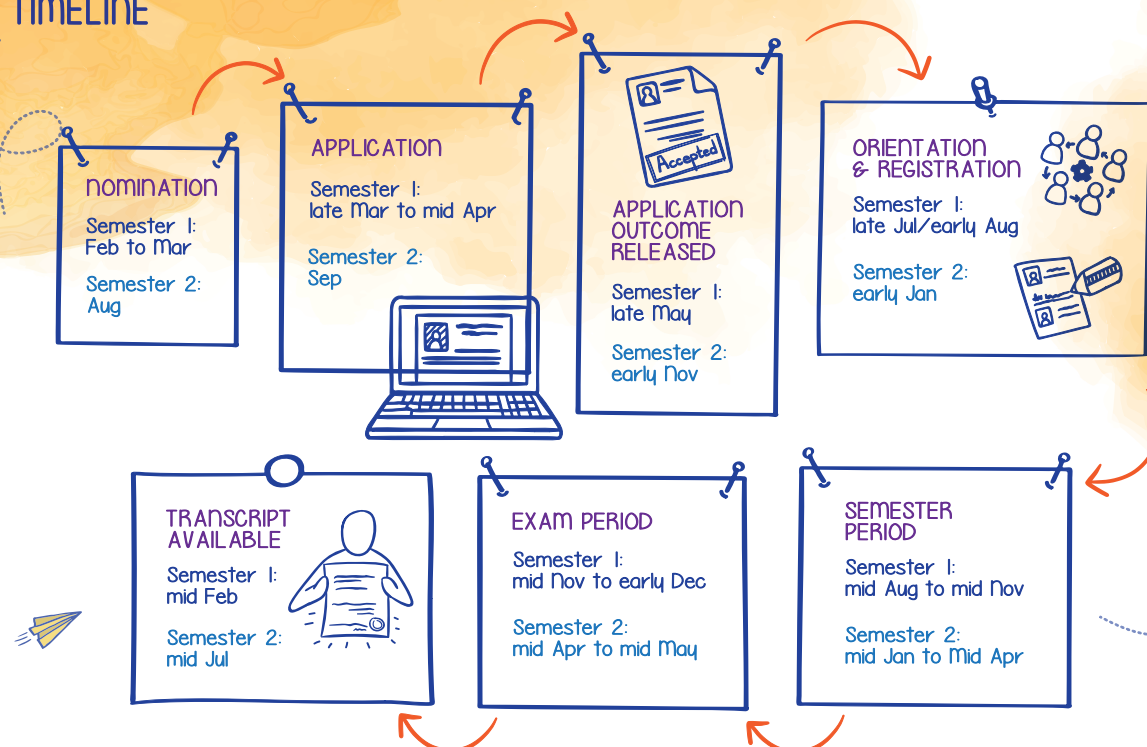 TIMELINE
NOMINATION
Semester 1:
Feb to Mar
Semester 2:
Aug
APPLICATION
Semester 1:
late Mar to mid Apr
Semester 2:
Sep
Accepted
APPLICATION
OUTCOME
RELEASED
Semester 1:
late May
Semester 2:
early Nov
ORIENTATION
& REGISTRATION
Semester 1:
late Jul/early Aug
Semester 2:
early Jan
SEMESTER
PERIOD
Semester 1:
mid Aug to mid Nov
Semester 2:
mid Jan to Mid Apr
EXAM PERIOD
Semester 1:
mid Nov to early Dec
Semester 2:
mid Apr to mid May
TRANSCRIPT
AVAILABLE
Semester 1:
mid Feb
Semester 2:
mid Jul